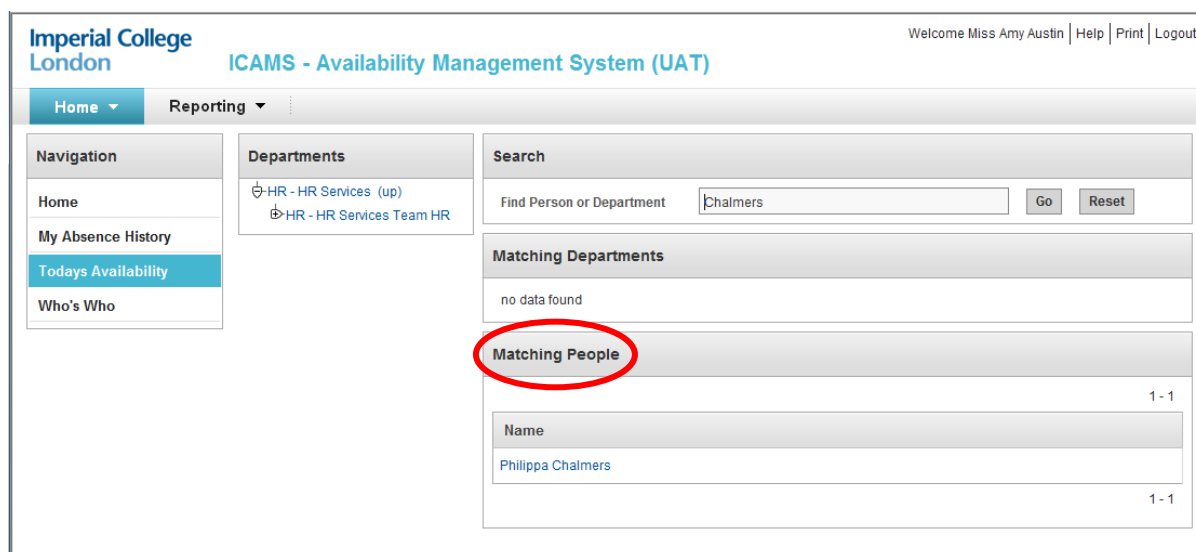 Imperial College
London
ICAMS - Availability Management System (UAT)
Welcome Miss Amy Austin | Help | Print | Logout
Home
Reporting
Navigation
Home
My Absence History
Todays Availability
Who's Who
Departments
HR - HR Services (up)
HR - HR Services Team HR
Search
Find Person or Department Chalmers Go Reset
Matching Departments
no data found
Matching People
1 - 1
Name
Philippa Chalmers
1 - 1